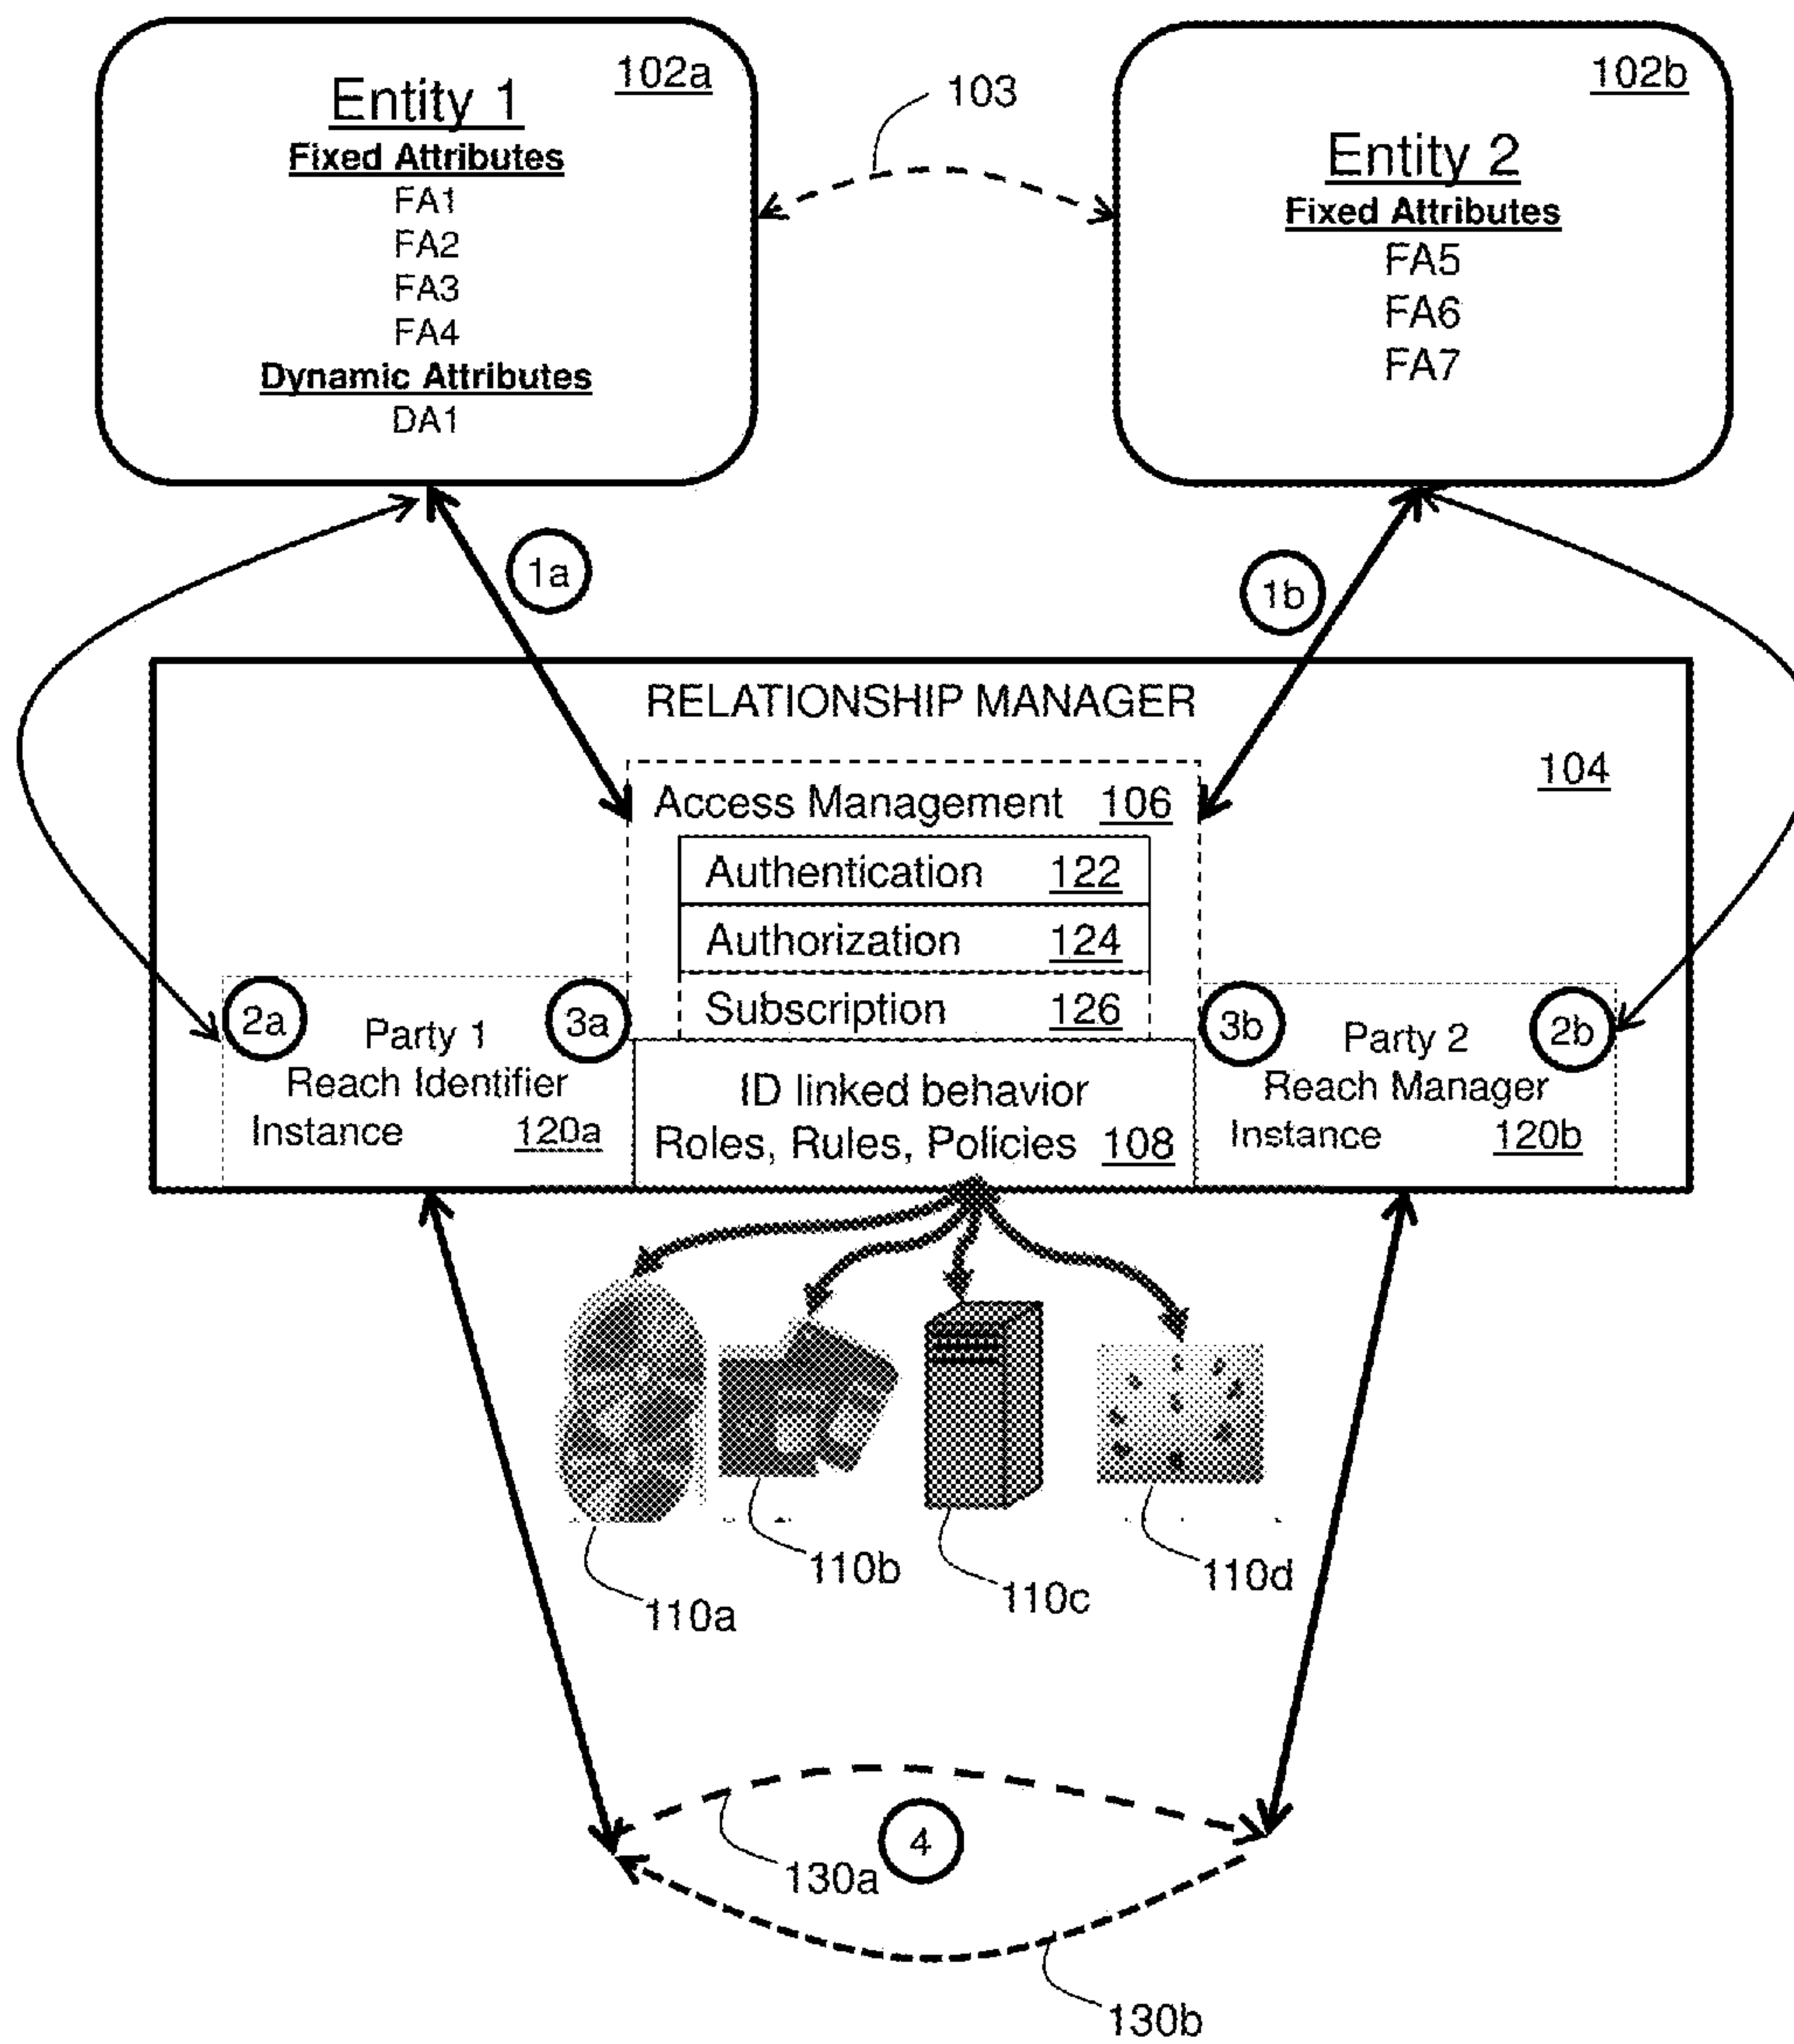 102a
Entity 1
Fixed Attributes
FA1
FA2
FA3
FA4
Dynamic Attributes
DA1
103
102b
Entity 2
Fixed Attributes
FA5
FA6
FA7
1a
1b
RELATIONSHIP MANAGER
104
Access Management 106
Authentication 122
Authorization 124
Subscription 126
2a
3a
Party 1
Reach Identifier
Instance 120a
ID linked behavior
Roles, Rules, Policies 108
3b
2b
Party 2
Reach Manager
Instance 120b
110a
110b
110c
110d
4
130a
130b